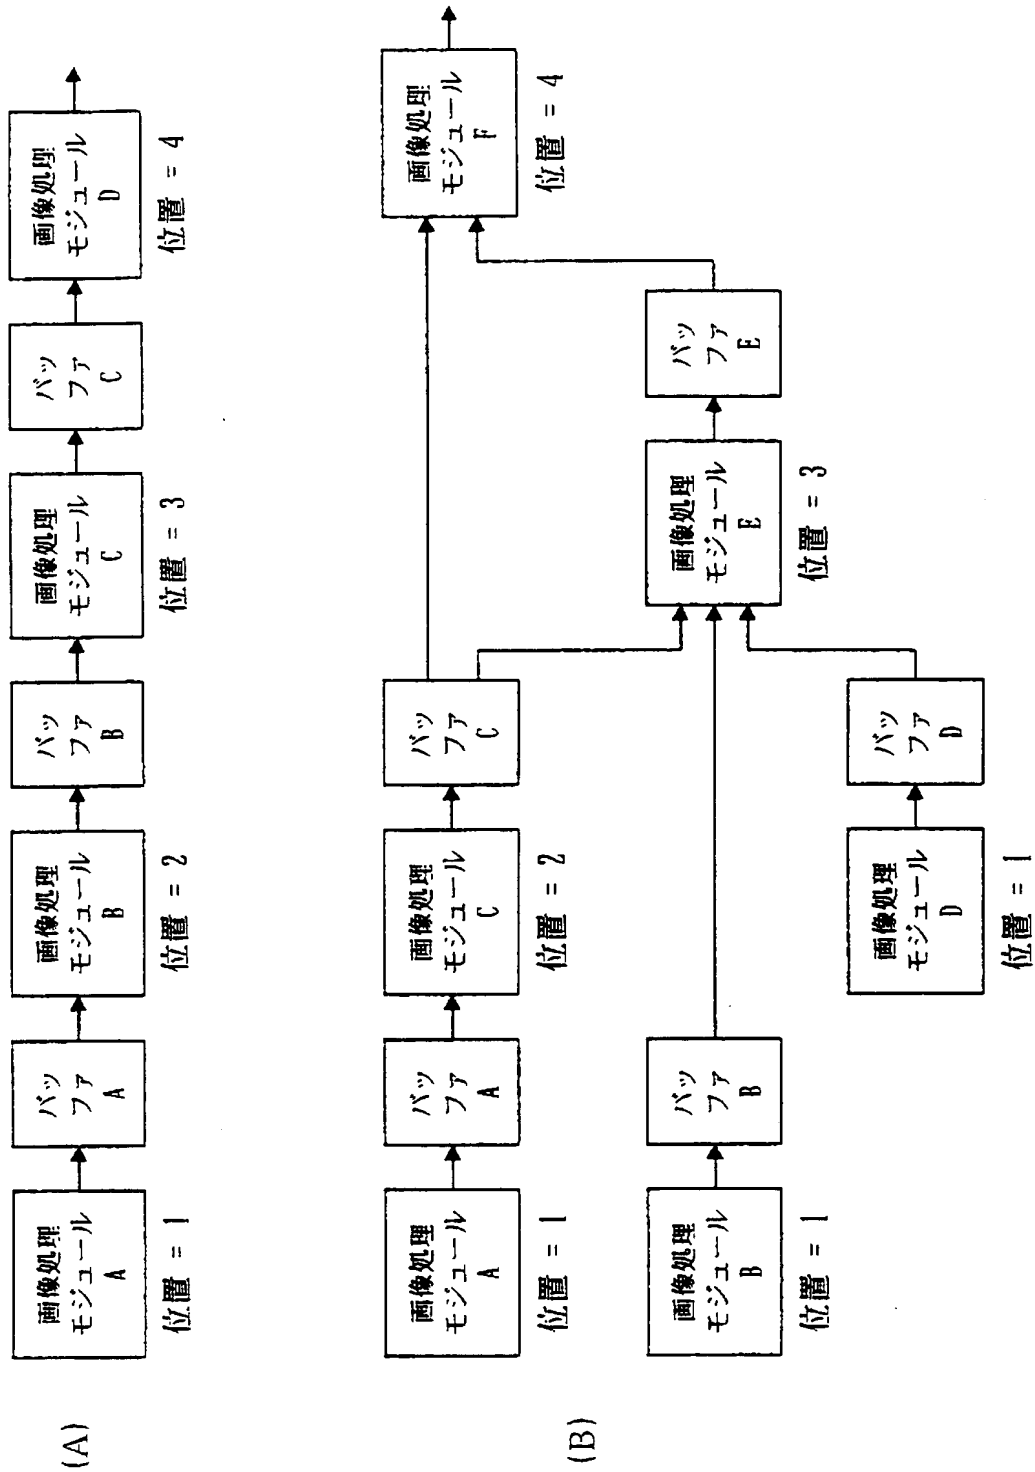 (A)
画像処理
モジュール
A
位置 = 1
バッ
ファ
A
画像処理
モジュール
B
位置 = 2
バッ
ファ
B
画像処理
モジュール
C
位置 = 3
バッ
ファ
C
画像処理
モジュール
D
位置 = 4
(B)
画像処理
モジュール
A
位置 = 1
バッ
ファ
A
画像処理
モジュール
C
位置 = 2
バッ
ファ
C
画像処理
モジュール
F
位置 = 4
画像処理
モジュール
B
位置 = 1
バッ
ファ
B
画像処理
モジュール
E
位置 = 3
バッ
ファ
E
画像処理
モジュール
D
位置 = 1
バッ
ファ
D